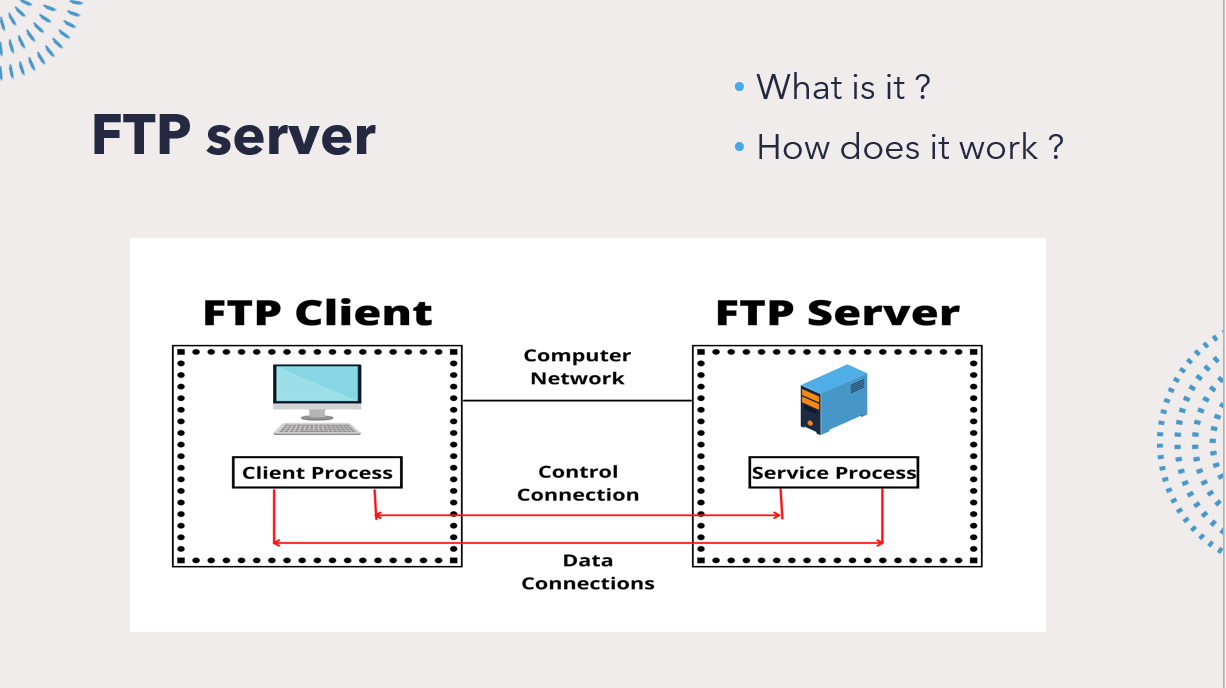 FTP server
• What is it ?
• How does it work ?
FTP Client
FTP Server
Computer
Network
Client Process
Service Process
Control
Connection
Data
Connections